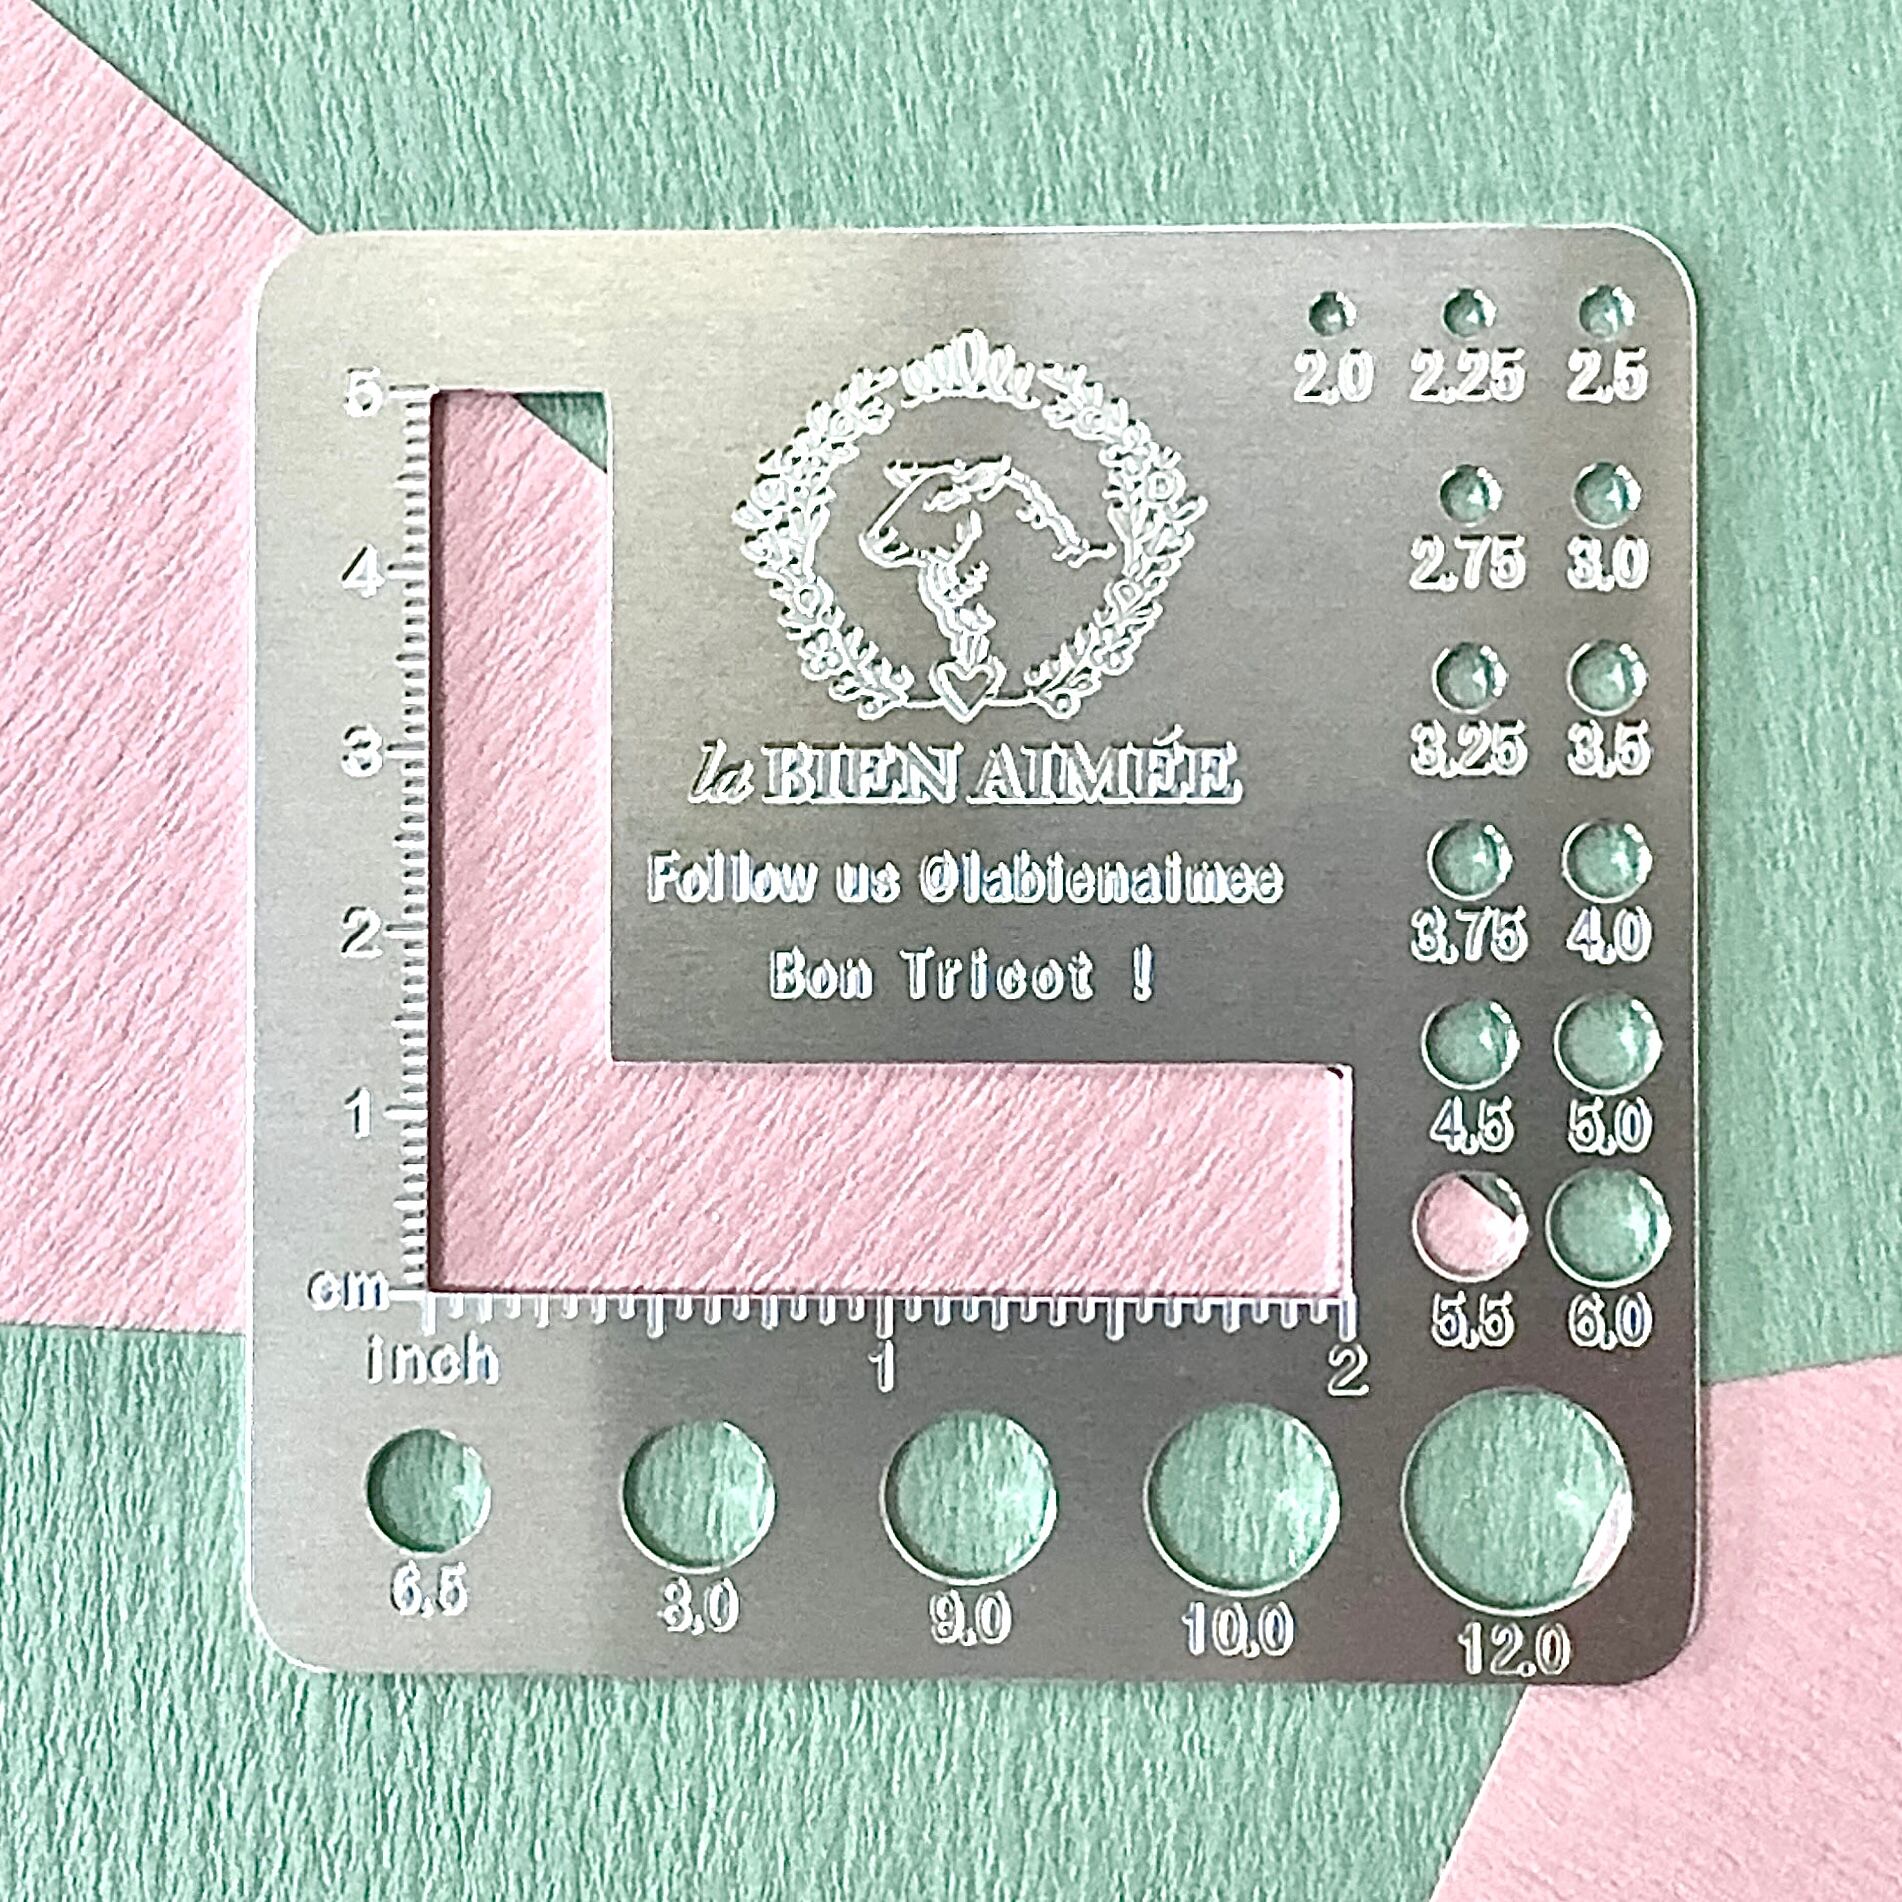 2.0 2.25 2.5
5
4
3
2
1
cm
inch 1 2
la BIEN AIMÉE
Follow us @labienaimee
Bon Tricot !
2.75 3.0
3.25 3.5
3.75 4.0
4.5 5.0
5.5 6.0
6.5 8.0 9.0 10.0 12.0